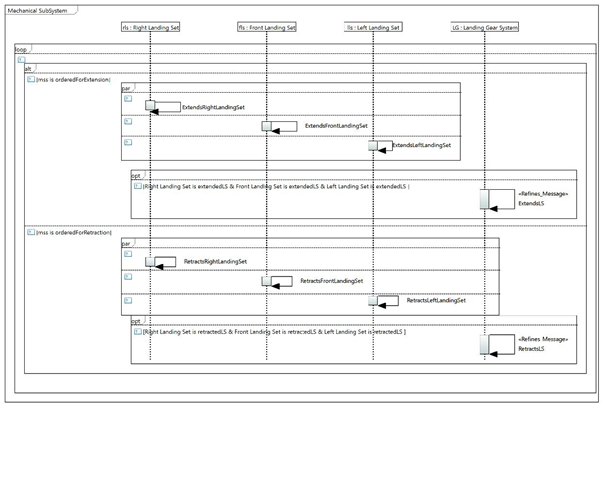 Mechanical SubSystem
rls : Right Landing Set
fls : Front Landing Set
lls : Left Landing Set
LG : Landing Gear System
loop
alt
[mss is orderedForExtension]
par
ExtendsRightLandingSet
ExtendsFrontLandingSet
ExtendsLeftLandingSet
opt
[Right Landing Set is extendedLS & Front Landing Set is extendedLS & Left Landing Set is extendedLS ]
«Refines_Message»
ExtendsLS
[mss is orderedForRetraction]
par
RetractsRightLandingSet
RetractsFrontLandingSet
RetractsLeftLandingSet
opt
[Right Landing Set is retractedLS & Front Landing Set is retractedLS & Left Landing Set is retractedLS ]
«Refines_Message»
RetractsLS